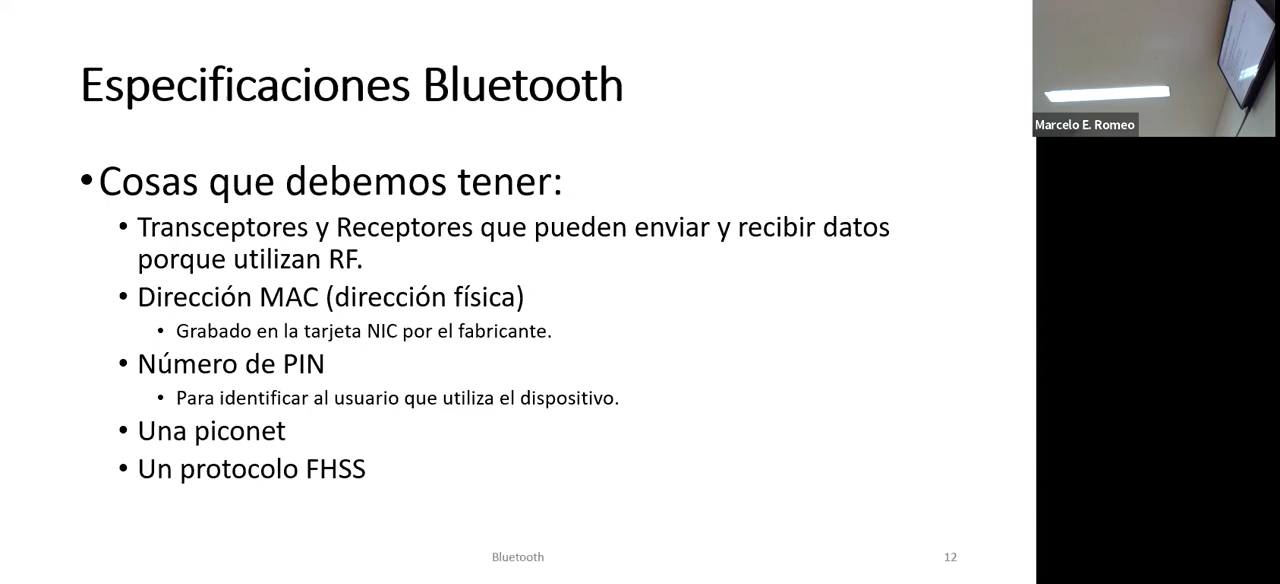 Especificaciones Bluetooth
•Cosas que debemos tener:
• Transceptores y Receptores que pueden enviar y recibir datos
porque utilizan RF.
• Dirección MAC (dirección física)
• Grabado en la tarjeta NIC por el fabricante.
• Número de PIN
• Para identificar al usuario que utiliza el dispositivo.
• Una piconet
• Un protocolo FHSS
Bluetooth
12
Marcelo E. Romeo